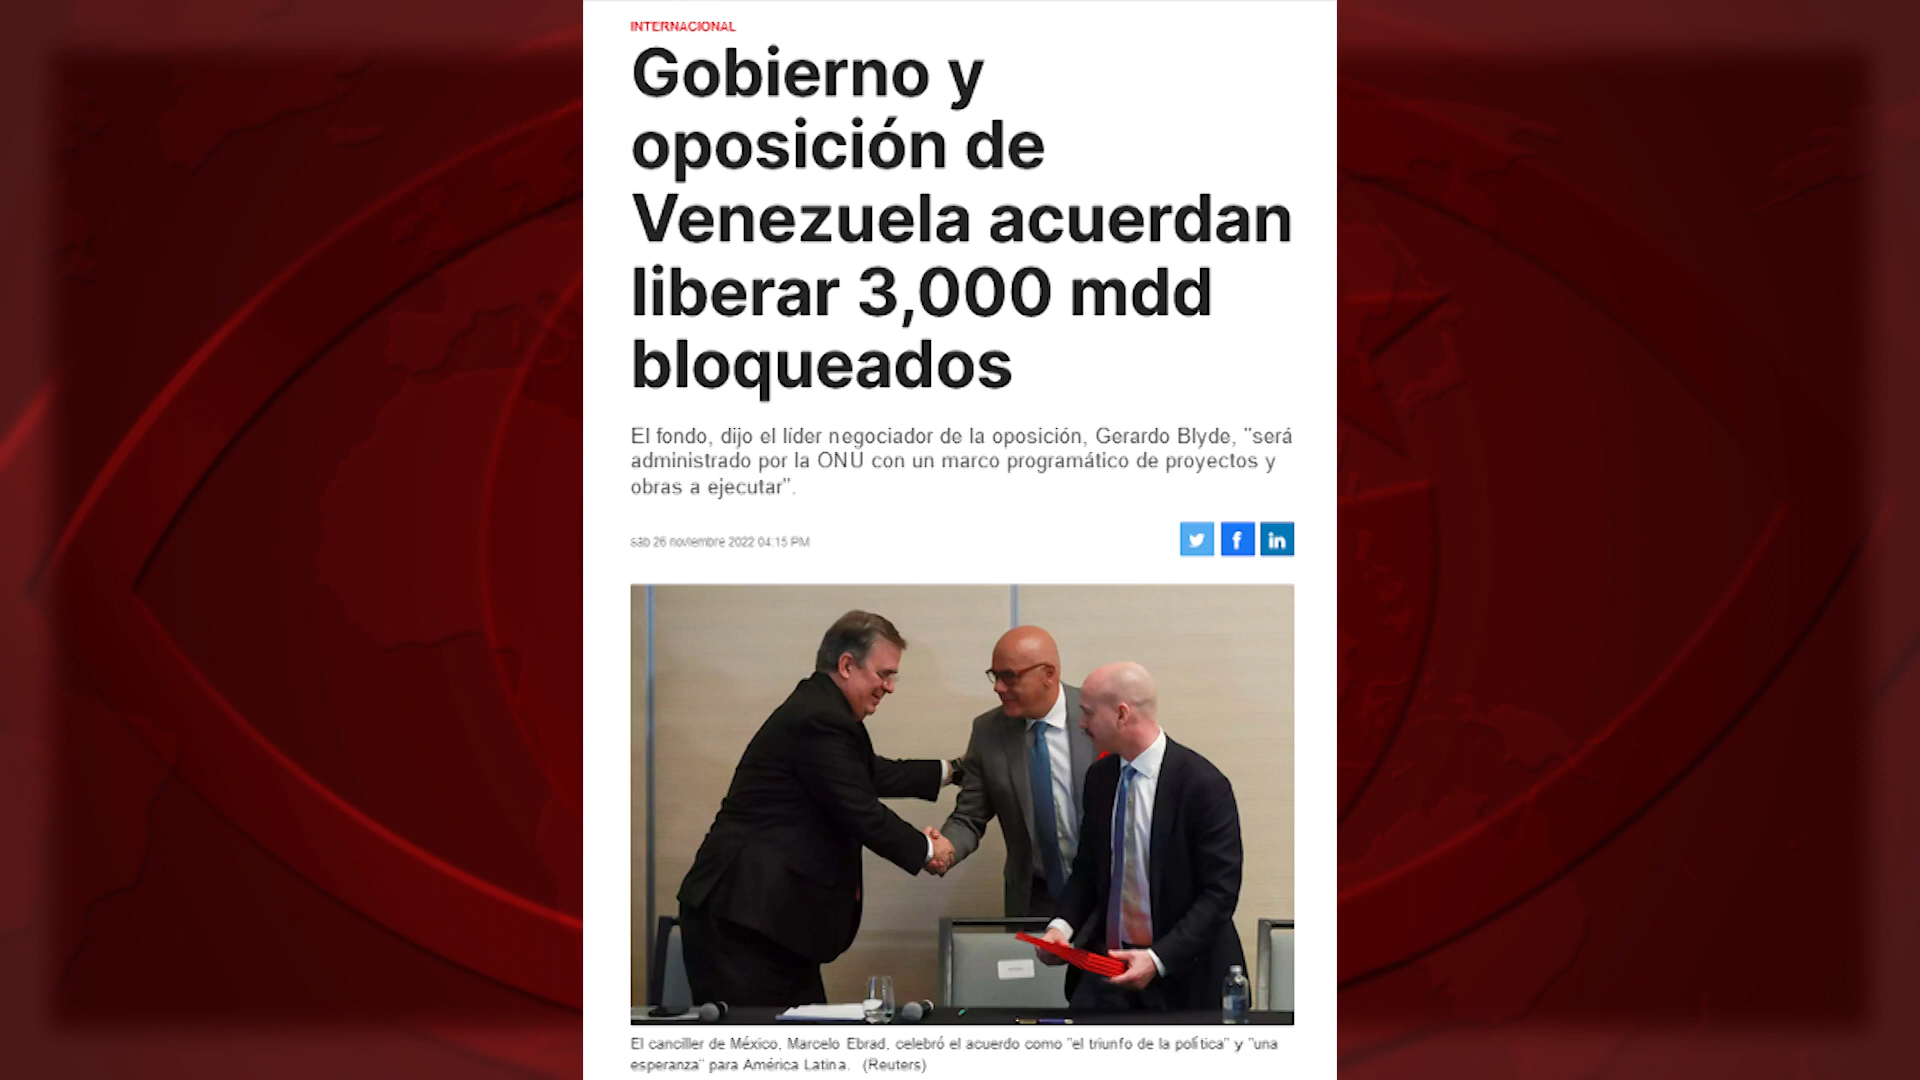 INTERNACIONAL
Gobierno y
oposición de
Venezuela acuerdan
liberar 3,000 mdd
bloqueados
El fondo, dijo el líder negociador de la oposición, Gerardo Blyde, "será
administrado por la ONU con un marco programático de proyectos y
obras a ejecutar".
sáb 26 noviembre 2022 04:15 PM
El canciller de México, Marcelo Ebrad, celebró el acuerdo como "el triunfo de la política" y "una
esperanza" para América Latina. (Reuters)